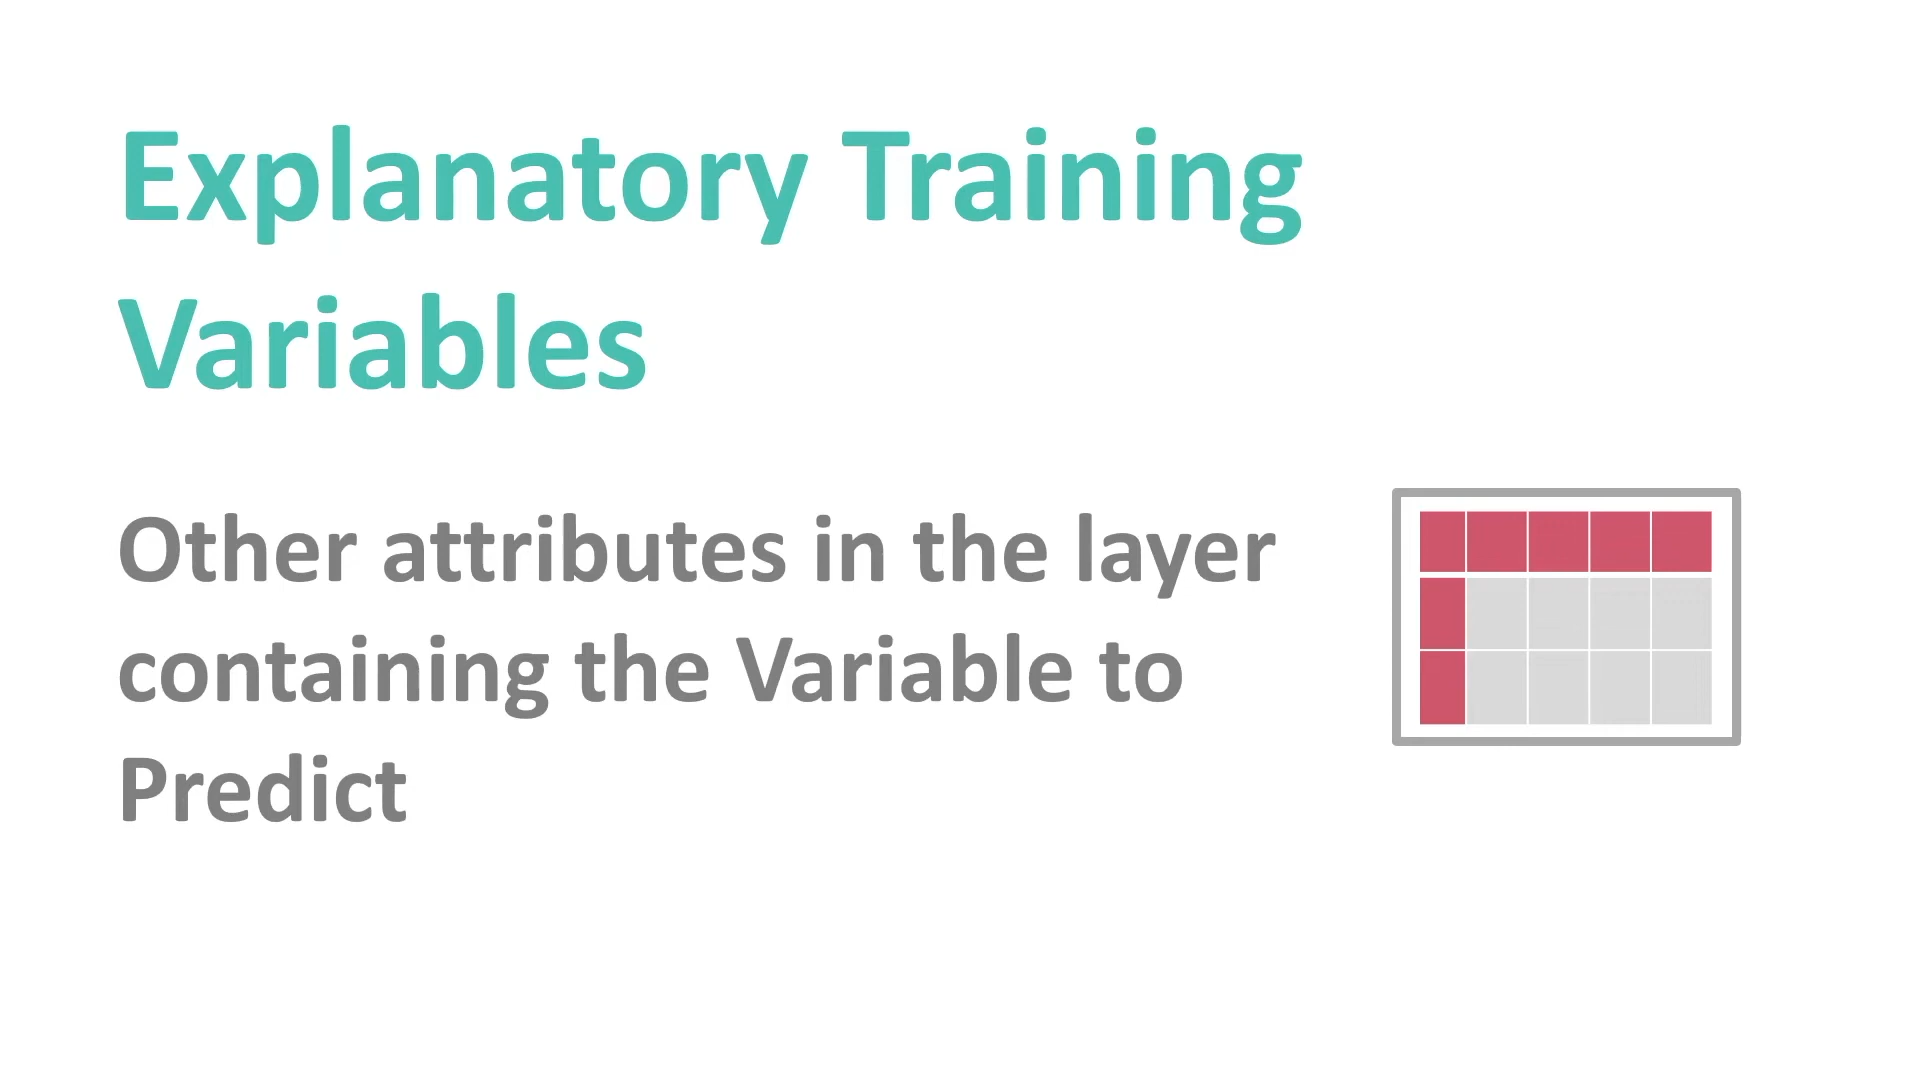 Explanatory Training
Variables
Other attributes in the layer
containing the Variable to
Predict